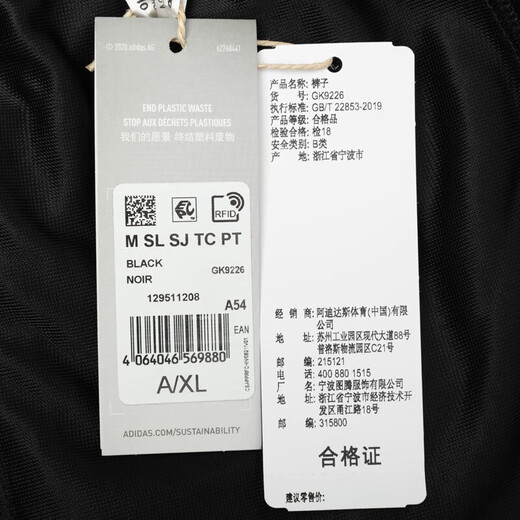 © 2020 adidas AG
62768441
END PLASTIC WASTE
STOP AUX DECHETS PLASTIQUES
我们的愿景 终结塑料废物
RFID
M SL SJ TC PT
BLACK
NOIR
GK9226
129511208
A54
EAN
4 064046 569880
A/XL
ADIDAS.COM/SUSTAINABILITY
产品名称: 裤子
货 号: GK9226
执行标准: GB/T 22853-2019
产品等级: 合格品
检验合格: 检18
安全类别: B类
产 地: 浙江省宁波市
经 销 商: 阿迪达斯体育(中国)有限
公司
地 址: 苏州工业园区现代大道88号
普洛斯物流园区C21号
邮 编: 215121
电 话: 400 880 1515
厂 名: 宁波图腾服饰有限公司
地 址: 浙江省宁波市经济技术开
发区甬江路18号
邮 编: 315800
合格证
建议零售价: